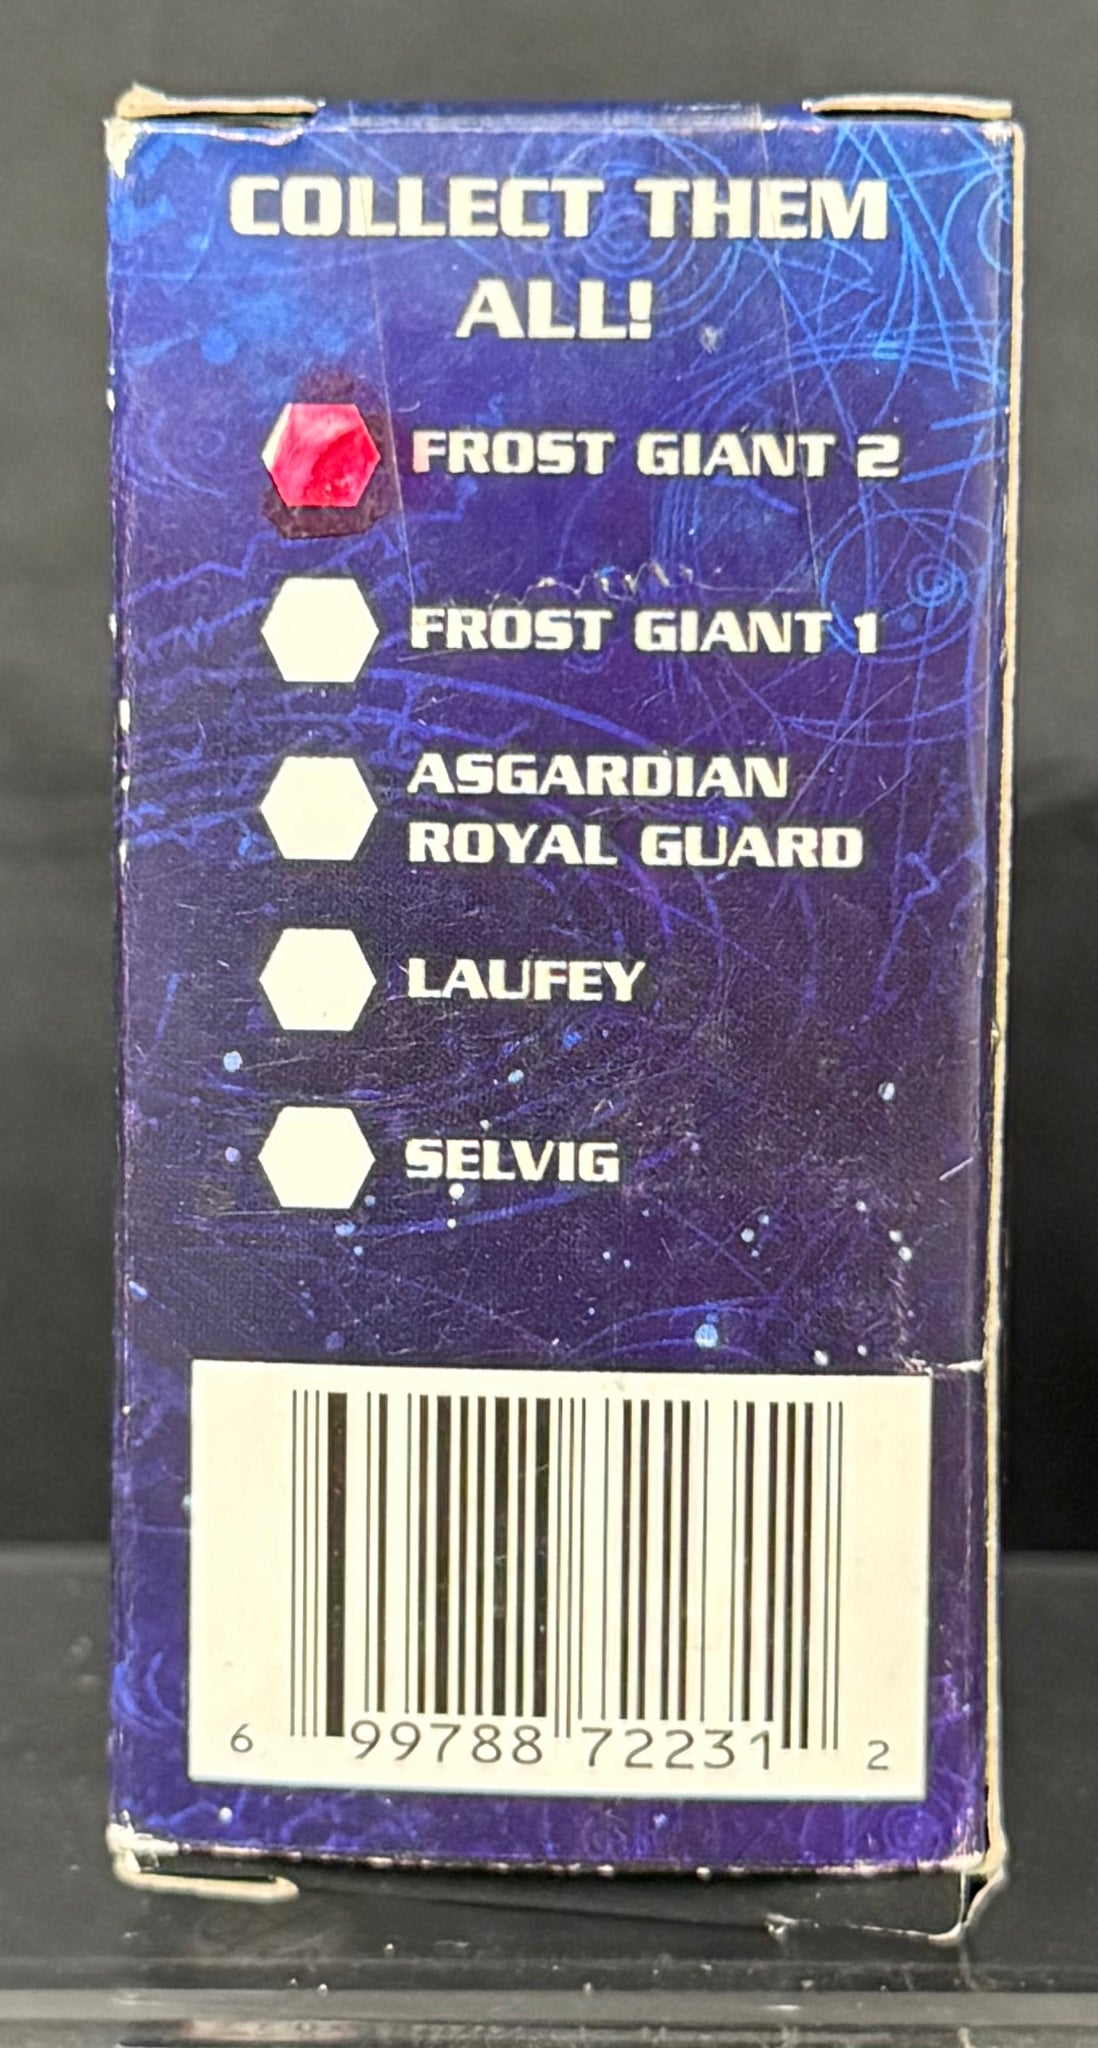 COLLECT THEM
ALL!
FROST GIANT 2
FROST GIANT 1
ASGARDIAN
ROYAL GUARD
LAUFEY
SELVIG
6 99788 72231 2